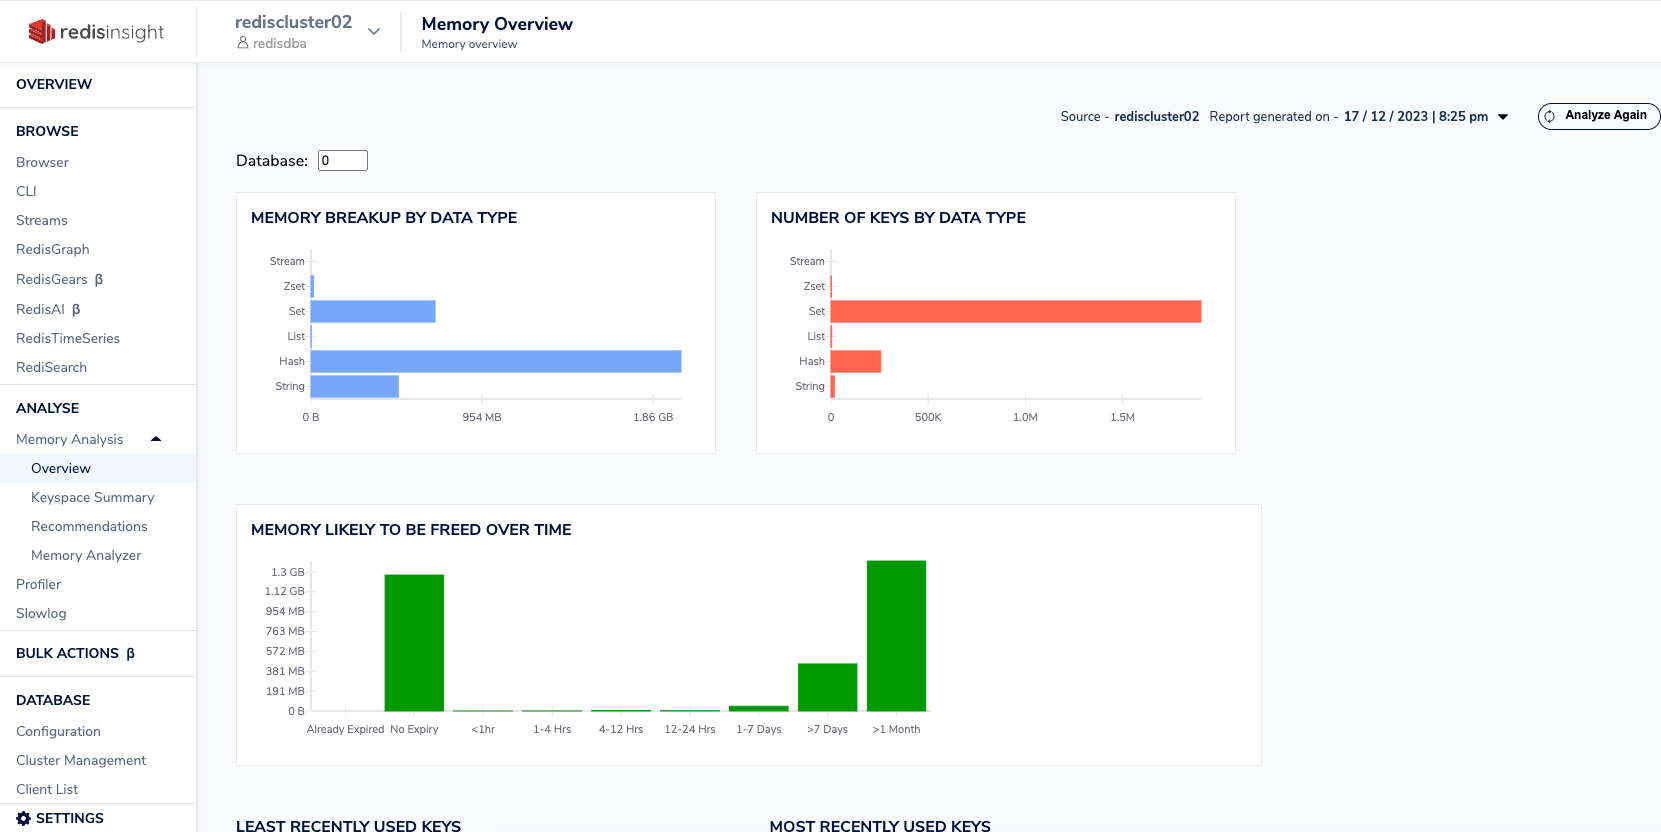 redisinsight
rediscluster02
redisdba
Memory Overview
Memory overview
OVERVIEW
BROWSE
Browser
CLI
Streams
RedisGraph
RedisGears β
RedisAI β
RedisTimeSeries
RediSearch
ANALYSE
Memory Analysis
Overview
Keyspace Summary
Recommendations
Memory Analyzer
Profiler
Slowlog
BULK ACTIONS β
DATABASE
Configuration
Cluster Management
Client List
SETTINGS
Source - rediscluster02 Report generated on - 17 / 12 / 2023 | 8:25 pm
Analyze Again
Database: 0
MEMORY BREAKUP BY DATA TYPE
Stream
Zset
Set
List
Hash
String
0 B 954 MB 1.86 GB
NUMBER OF KEYS BY DATA TYPE
Stream
Zset
Set
List
Hash
String
0 500K 1.0M 1.5M
MEMORY LIKELY TO BE FREED OVER TIME
1.3 GB
1.12 GB
954 MB
763 MB
572 MB
381 MB
191 MB
0 B
Already Expired No Expiry <1hr 1-4 Hrs 4-12 Hrs 12-24 Hrs 1-7 Days >7 Days >1 Month
LEAST RECENTLY USED KEYS
MOST RECENTLY USED KEYS